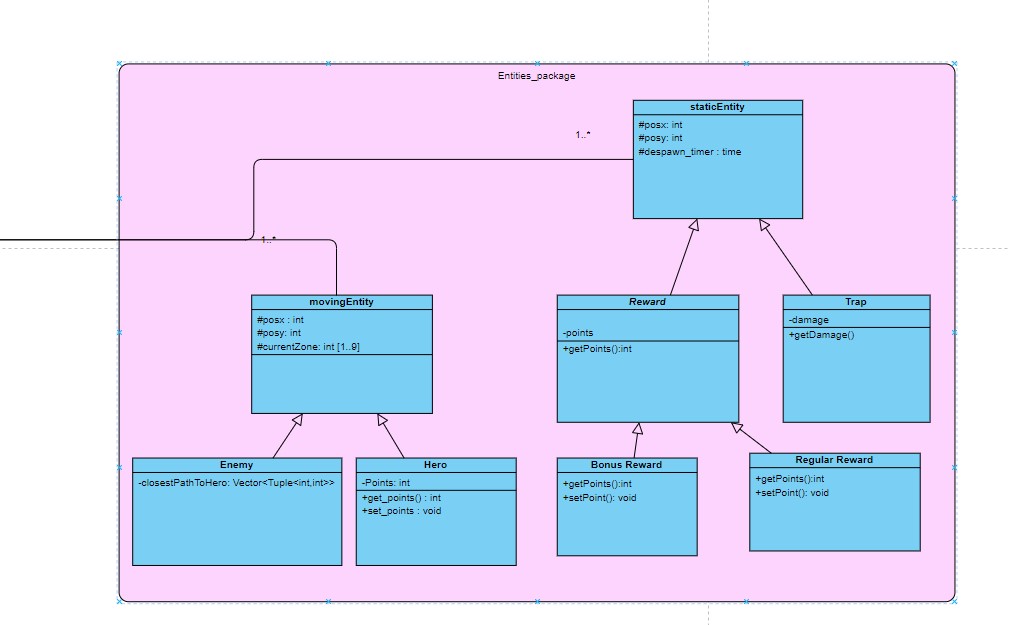 Entities_package
staticEntity
#posx: int
#posy: int
#despawn_timer : time
1..*
1..*
movingEntity
#posx : int
#posy: int
#currentZone: int [1..9]
Reward
-points
+getPoints():int
Trap
-damage
+getDamage()
Enemy
-closestPathToHero: Vector<Tuple<int,int>>
Hero
-Points: int
+get_points() : int
+set_points : void
Bonus Reward
+getPoints():int
+setPoint(): void
Regular Reward
+getPoints():int
+setPoint(): void